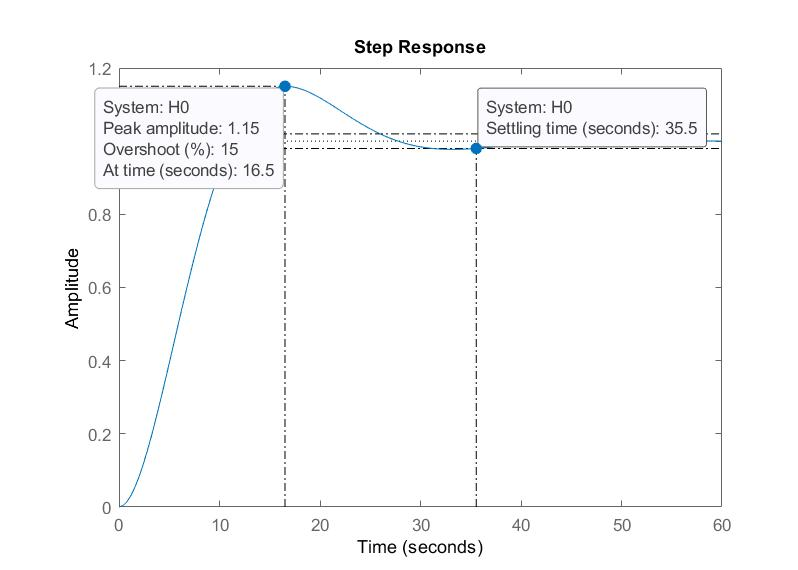 Step Response
1.2
System: H0
Peak amplitude: 1.15
Overshoot (%): 15
At time (seconds): 16.5
System: H0
Settling time (seconds): 35.5
0.8
0.6
0.4
0.2
0
Amplitude
0 10 20 30 40 50 60
Time (seconds)